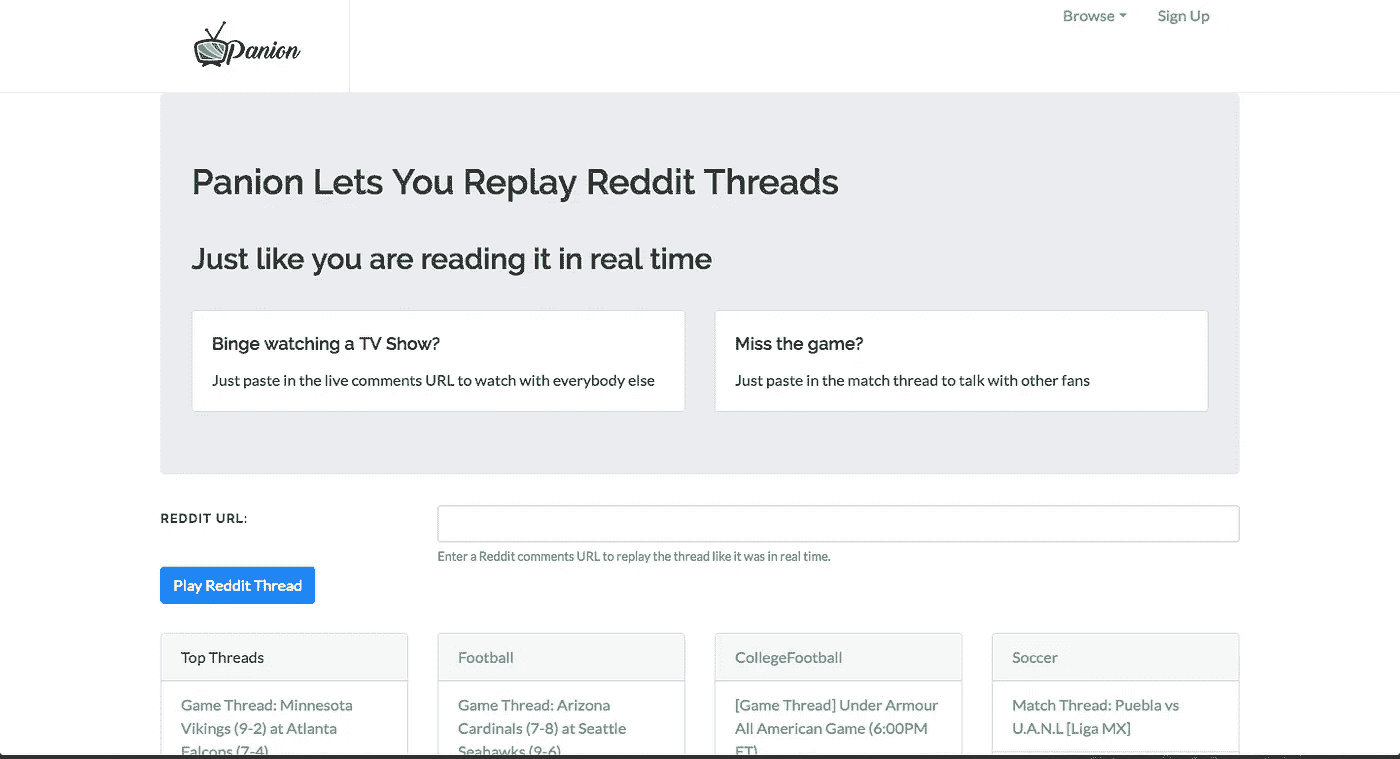 Panion
Browse
Sign Up
Panion Lets You Replay Reddit Threads
Just like you are reading it in real time
Binge watching a TV Show?
Just paste in the live comments URL to watch with everybody else
Miss the game?
Just paste in the match thread to talk with other fans
REDDIT URL:
Enter a Reddit comments URL to replay the thread like it was in real time.
Play Reddit Thread
Top Threads
Game Thread: Minnesota
Vikings (9-2) at Atlanta
Falcons (7-4)
Football
Game Thread: Arizona
Cardinals (7-8) at Seattle
Seahawks (9-6)
CollegeFootball
[Game Thread] Under Armour
All American Game (6:00PM
ET)
Soccer
Match Thread: Puebla vs
U.A.N.L [Liga MX]